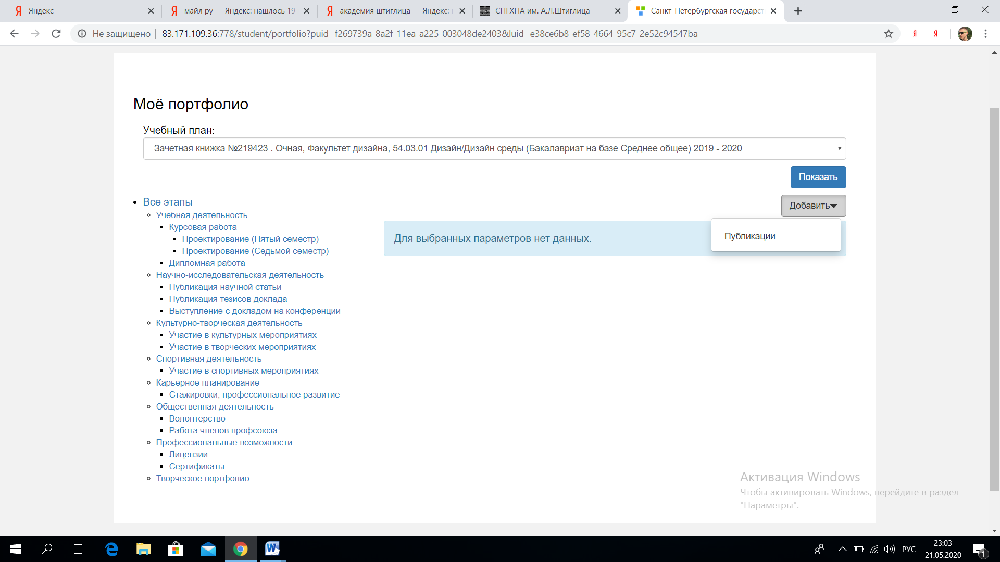 Яндекс
майл ру — Яндекс: нашлось 19
академия штиглица — Яндекс:
СПГХПА им. А.Л.Штиглица
Санкт-Петербургская государст
Не защищено
83.171.109.36:778/student/portfolio?puid=f269739a-8a2f-11ea-a225-003048de2403&luid=e38ce6b8-ef58-4664-95c7-2e52c94547ba
Моё портфолио
Учебный план:
Зачетная книжка №219423 . Очная, Факультет дизайна, 54.03.01 Дизайн/Дизайн среды (Бакалавриат на базе Среднее общее) 2019 - 2020
Показать
Добавить
Публикации
Для выбранных параметров нет данных.
Все этапы
Учебная деятельность
Курсовая работа
Проектирование (Пятый семестр)
Проектирование (Седьмой семестр)
Дипломная работа
Научно-исследовательская деятельность
Публикация научной статьи
Публикация тезисов доклада
Выступление с докладом на конференции
Культурно-творческая деятельность
Участие в культурных мероприятиях
Участие в творческих мероприятиях
Спортивная деятельность
Участие в спортивных мероприятиях
Карьерное планирование
Стажировки, профессиональное развитие
Общественная деятельность
Волонтерство
Работа членов профсоюза
Профессиональные возможности
Лицензии
Сертификаты
Творческое портфолио
Активация Windows
Чтобы активировать Windows, перейдите в раздел
"Параметры".
РУС
23:03
21.05.2020
1